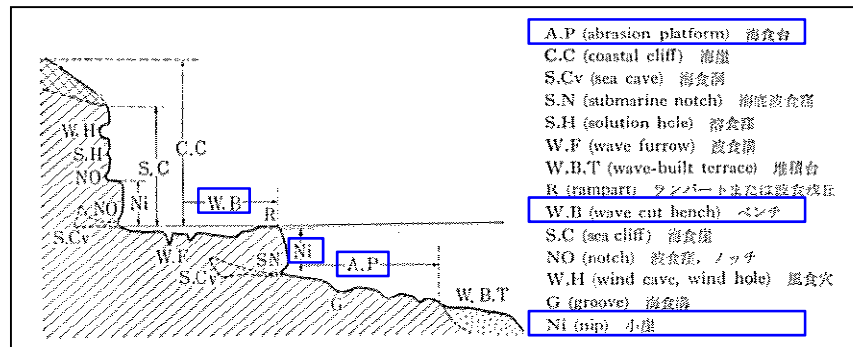 W.H
S.H
NO
NO
Ni
S.C
C.C
W.B
R
S.Cv
W.F
S.Cv
SN
Ni
A.P
G
W.B.T
A.P (abrasion platform) 海食台
C.C (coastal cliff) 海崖
S.Cv (sea cave) 海食洞
S.N (submarine notch) 海底波食窪
S.H (solution hole) 溶食窪
W.F (wave furrow) 波食溝
W.B.T (wave-built terrace) 堆積台
R (rampart) ランパートまたは波食残丘
W.B (wave cut bench) ベンチ
S.C (sea cliff) 海食崖
NO (notch) 波食窪, ノッチ
W.H (wind cave, wind hole) 風食穴
G (groove) 海食溝
Ni (nip) 小崖